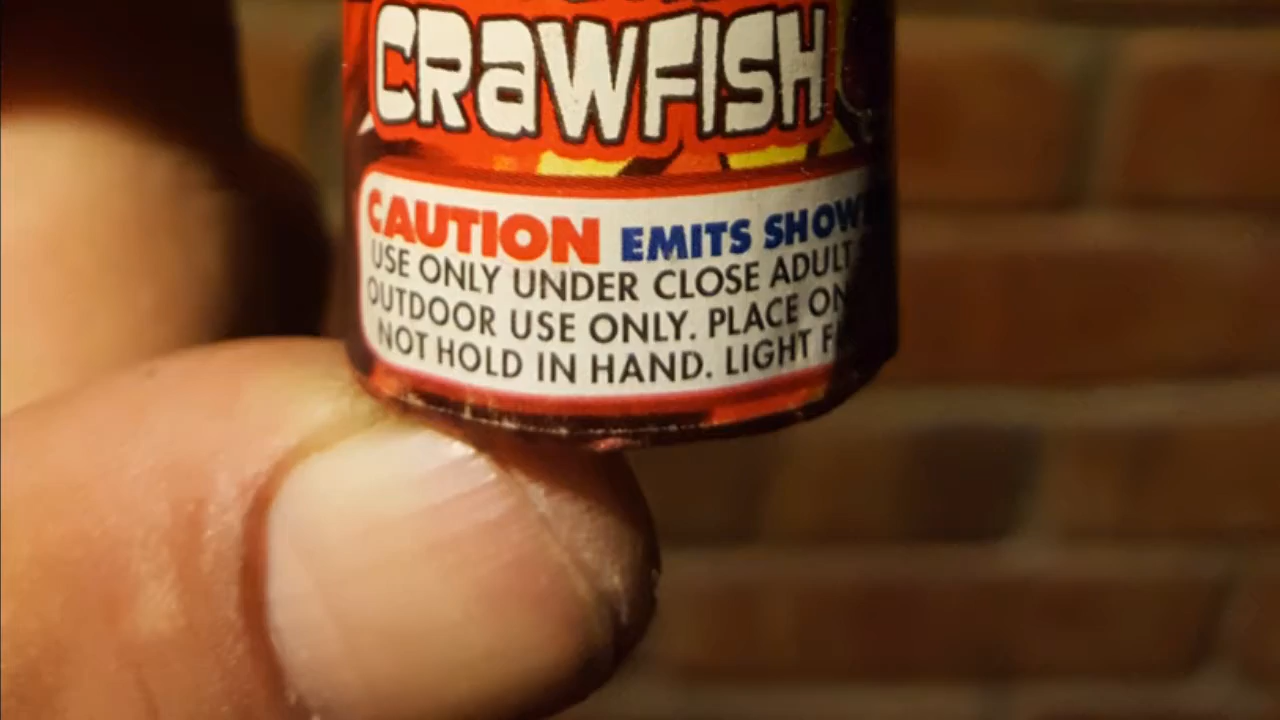 CRaWFISH
CAUTION EMITS SHOW
USE ONLY UNDER CLOSE ADULT
OUTDOOR USE ONLY. PLACE ON
NOT HOLD IN HAND. LIGHT F